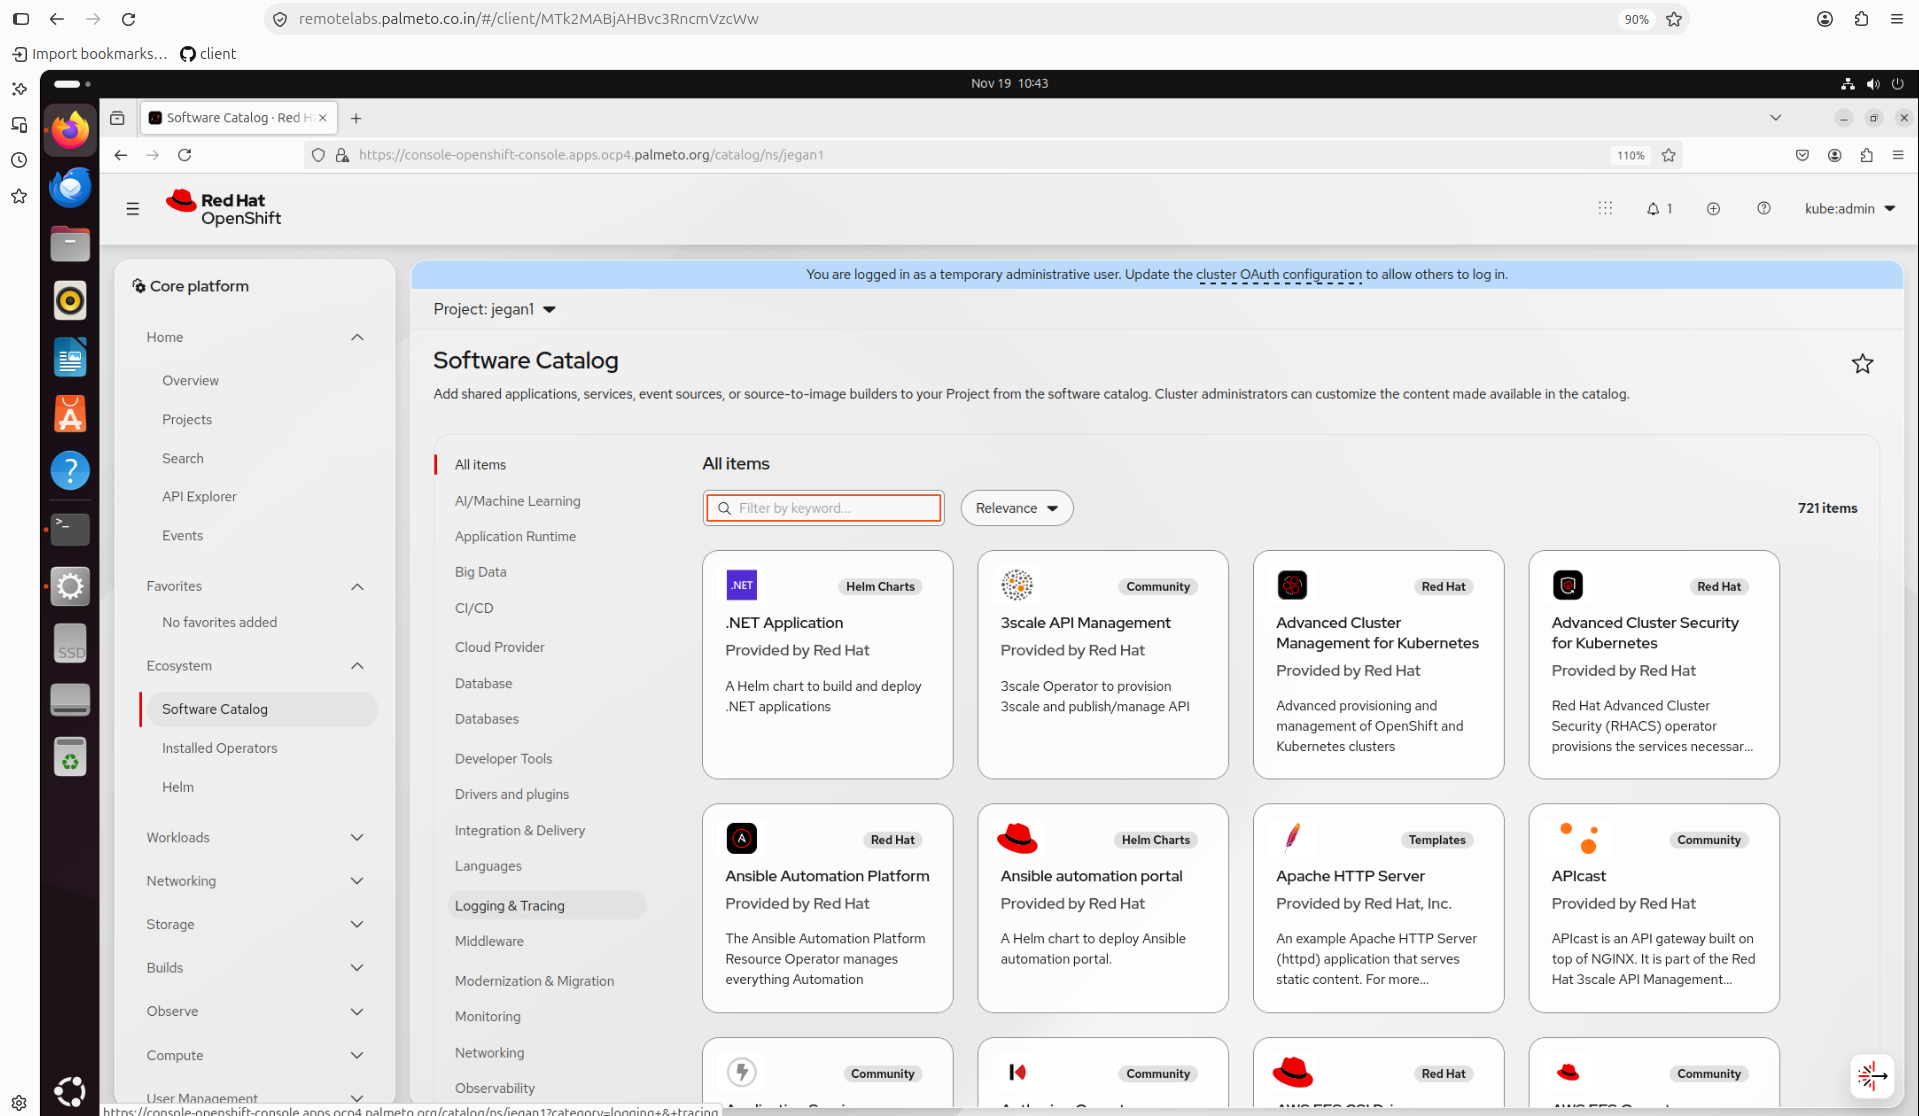 remotelabs.palmeto.co.in/#/client/MTk2MABjAHBvc3RncmVzcWw
90%
Import bookmarks...
client
Nov 19 10:43
Software Catalog · Red H
https://console-openshift-console.apps.ocp4.palmeto.org/catalog/ns/jegan1
110%
Red Hat
OpenShift
1
kube:admin
You are logged in as a temporary administrative user. Update the cluster OAuth configuration to allow others to log in.
Core platform
Home
Overview
Projects
Search
API Explorer
Events
Favorites
No favorites added
Ecosystem
Software Catalog
Installed Operators
Helm
Workloads
Networking
Storage
Builds
Observe
Compute
User Management
Project: jegan1
Software Catalog
Add shared applications, services, event sources, or source-to-image builders to your Project from the software catalog. Cluster administrators can customize the content made available in the catalog.
All items
AI/Machine Learning
Application Runtime
Big Data
CI/CD
Cloud Provider
Database
Databases
Developer Tools
Drivers and plugins
Integration & Delivery
Languages
Logging & Tracing
Middleware
Modernization & Migration
Monitoring
Networking
Observability
All items
Filter by keyword...
Relevance
721 items
.NET
Helm Charts
.NET Application
Provided by Red Hat
A Helm chart to build and deploy
.NET applications
Community
3scale API Management
Provided by Red Hat
3scale Operator to provision
3scale and publish/manage API
Red Hat
Advanced Cluster
Management for Kubernetes
Provided by Red Hat
Advanced provisioning and
management of OpenShift and
Kubernetes clusters
Red Hat
Advanced Cluster Security
for Kubernetes
Provided by Red Hat
Red Hat Advanced Cluster
Security (RHACS) operator
provisions the services necessar...
A
Red Hat
Ansible Automation Platform
Provided by Red Hat
The Ansible Automation Platform
Resource Operator manages
everything Automation
Helm Charts
Ansible automation portal
Provided by Red Hat
A Helm chart to deploy Ansible
automation portal.
Templates
Apache HTTP Server
Provided by Red Hat, Inc.
An example Apache HTTP Server
(httpd) application that serves
static content. For more...
Community
APIcast
Provided by Red Hat
APIcast is an API gateway built on
top of NGINX. It is part of the Red
Hat 3scale API Management...
Community
Community
Red Hat
Community
SSD
https://console-openshift-console.apps.ocp4.palmeto.org/catalog/ns/jegan1?category=logging+&+tracing